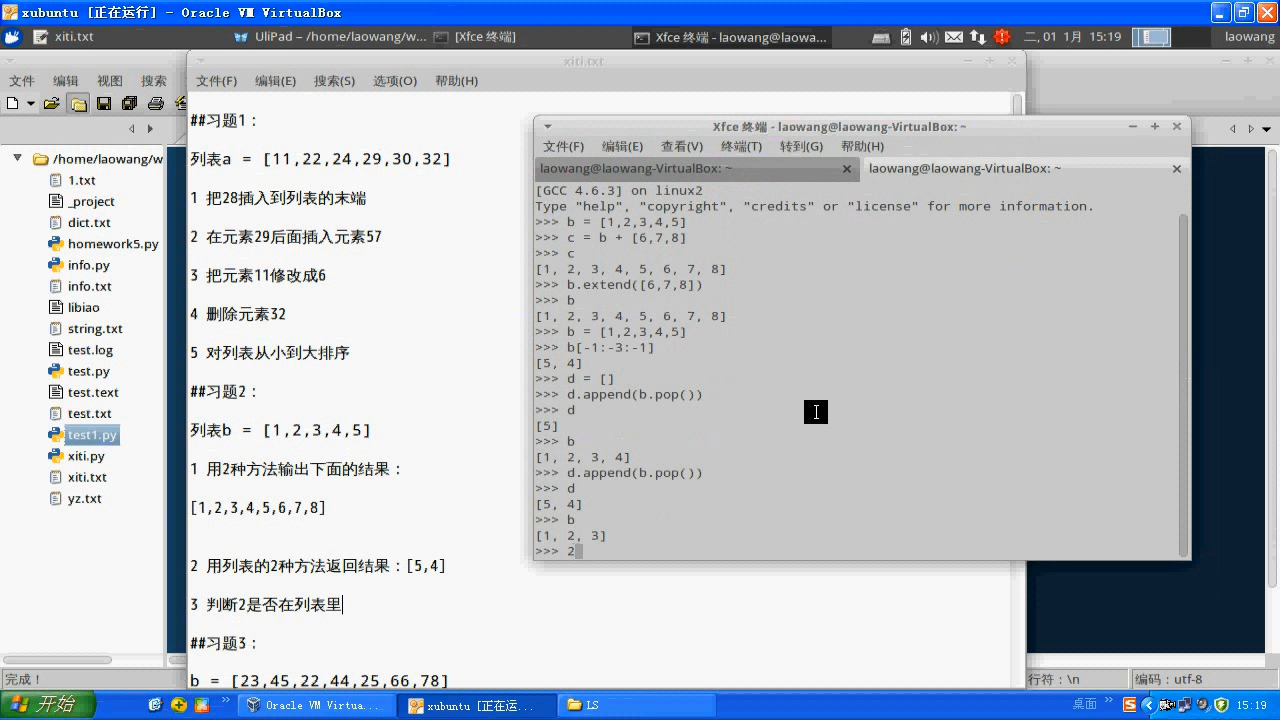 xubuntu [正在运行] - Oracle VM VirtualBox
xiti.txt
UliPad – /home/laowang/w...
[Xfce 终端]
Xfce 终端 - laowang@laowa...
二, 01 1月 15:19
laowang
文件 编辑 视图 搜索
xiti.txt
文件(F) 编辑(E) 搜索(S) 选项(O) 帮助(H)
/home/laowang/w
1.txt
_project
dict.txt
homework5.py
info.py
info.txt
libiao
string.txt
test.log
test.py
test.text
test.txt
test1.py
xiti.py
xiti.txt
yz.txt
##习题1：
列表a = [11,22,24,29,30,32]
1 把28插入到列表的末端
2 在元素29后面插入元素57
3 把元素11修改成6
4 删除元素32
5 对列表从小到大排序
##习题2：
列表b = [1,2,3,4,5]
1 用2种方法输出下面的结果：
[1,2,3,4,5,6,7,8]
2 用列表的2种方法返回结果：[5,4]
3 判断2是否在列表里
##习题3：
b = [23,45,22,44,25,66,78]
Xfce 终端 - laowang@laowang-VirtualBox: ~
文件(F) 编辑(E) 查看(V) 终端(T) 转到(G) 帮助(H)
laowang@laowang-VirtualBox: ~
laowang@laowang-VirtualBox: ~
[GCC 4.6.3] on linux2
Type "help", "copyright", "credits" or "license" for more information.
>>> b = [1,2,3,4,5]
>>> c = b + [6,7,8]
>>> c
[1, 2, 3, 4, 5, 6, 7, 8]
>>> b.extend([6,7,8])
>>> b
[1, 2, 3, 4, 5, 6, 7, 8]
>>> b = [1,2,3,4,5]
>>> b[-1:-3:-1]
[5, 4]
>>> d = []
>>> d.append(b.pop())
>>> d
[5]
>>> b
[1, 2, 3, 4]
>>> d.append(b.pop())
>>> d
[5, 4]
>>> b
[1, 2, 3]
>>> 2
完成！
行符：\n
编码：utf-8
开始
Oracle VM Virtua...
xubuntu [正在运...
LS
桌面
15:19